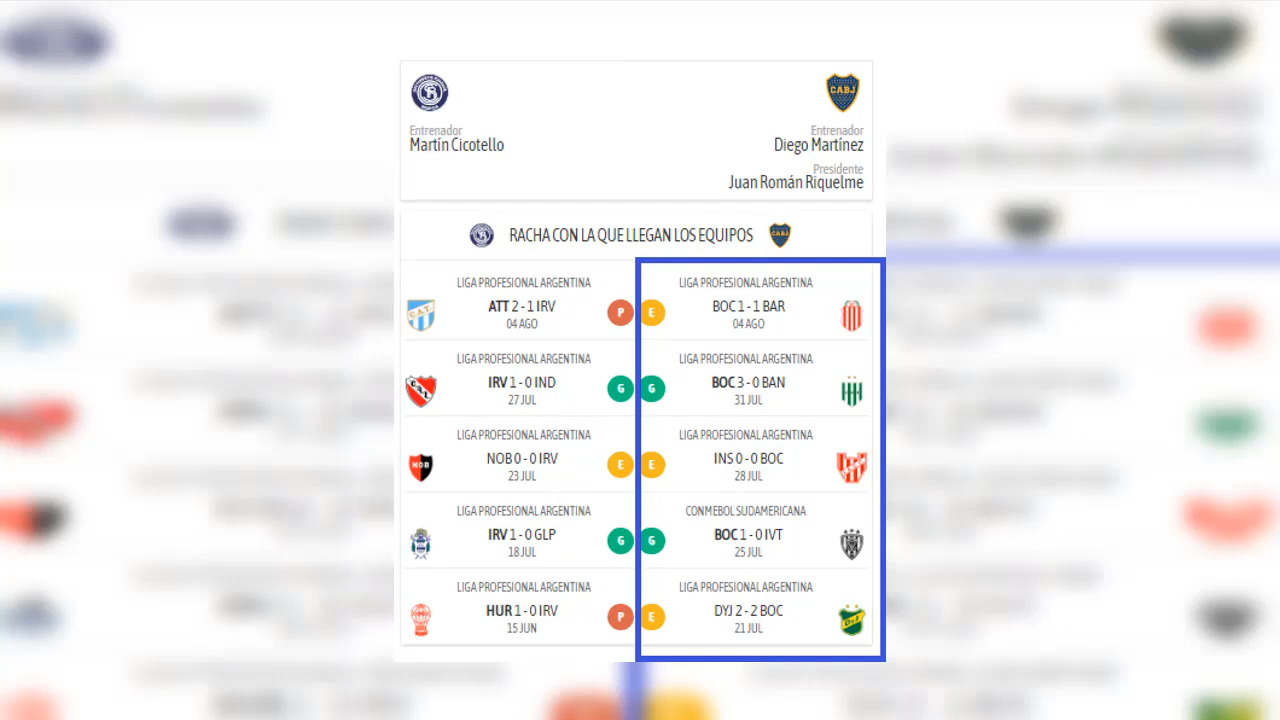 Entrenador
Martín Cicotello
CABJ
Entrenador
Diego Martínez
Presidente
Juan Román Riquelme
RACHA CON LA QUE LLEGAN LOS EQUIPOS
CABJ
LIGA PROFESIONAL ARGENTINA
ATT 2 - 1 IRV
04 AGO
C.A.T.
P
LIGA PROFESIONAL ARGENTINA
IRV 1 - 0 IND
27 JUL
G
LIGA PROFESIONAL ARGENTINA
NOB 0 - 0 IRV
23 JUL
NOB
E
LIGA PROFESIONAL ARGENTINA
IRV 1 - 0 GLP
18 JUL
G
LIGA PROFESIONAL ARGENTINA
HUR 1 - 0 IRV
15 JUN
P
LIGA PROFESIONAL ARGENTINA
E
BOC 1 - 1 BAR
04 AGO
LIGA PROFESIONAL ARGENTINA
G
BOC 3 - 0 BAN
31 JUL
LIGA PROFESIONAL ARGENTINA
E
INS 0 - 0 BOC
28 JUL
CONMEBOL SUDAMERICANA
G
BOC 1 - 0 IVT
25 JUL
LIGA PROFESIONAL ARGENTINA
E
DYJ 2 - 2 BOC
21 JUL